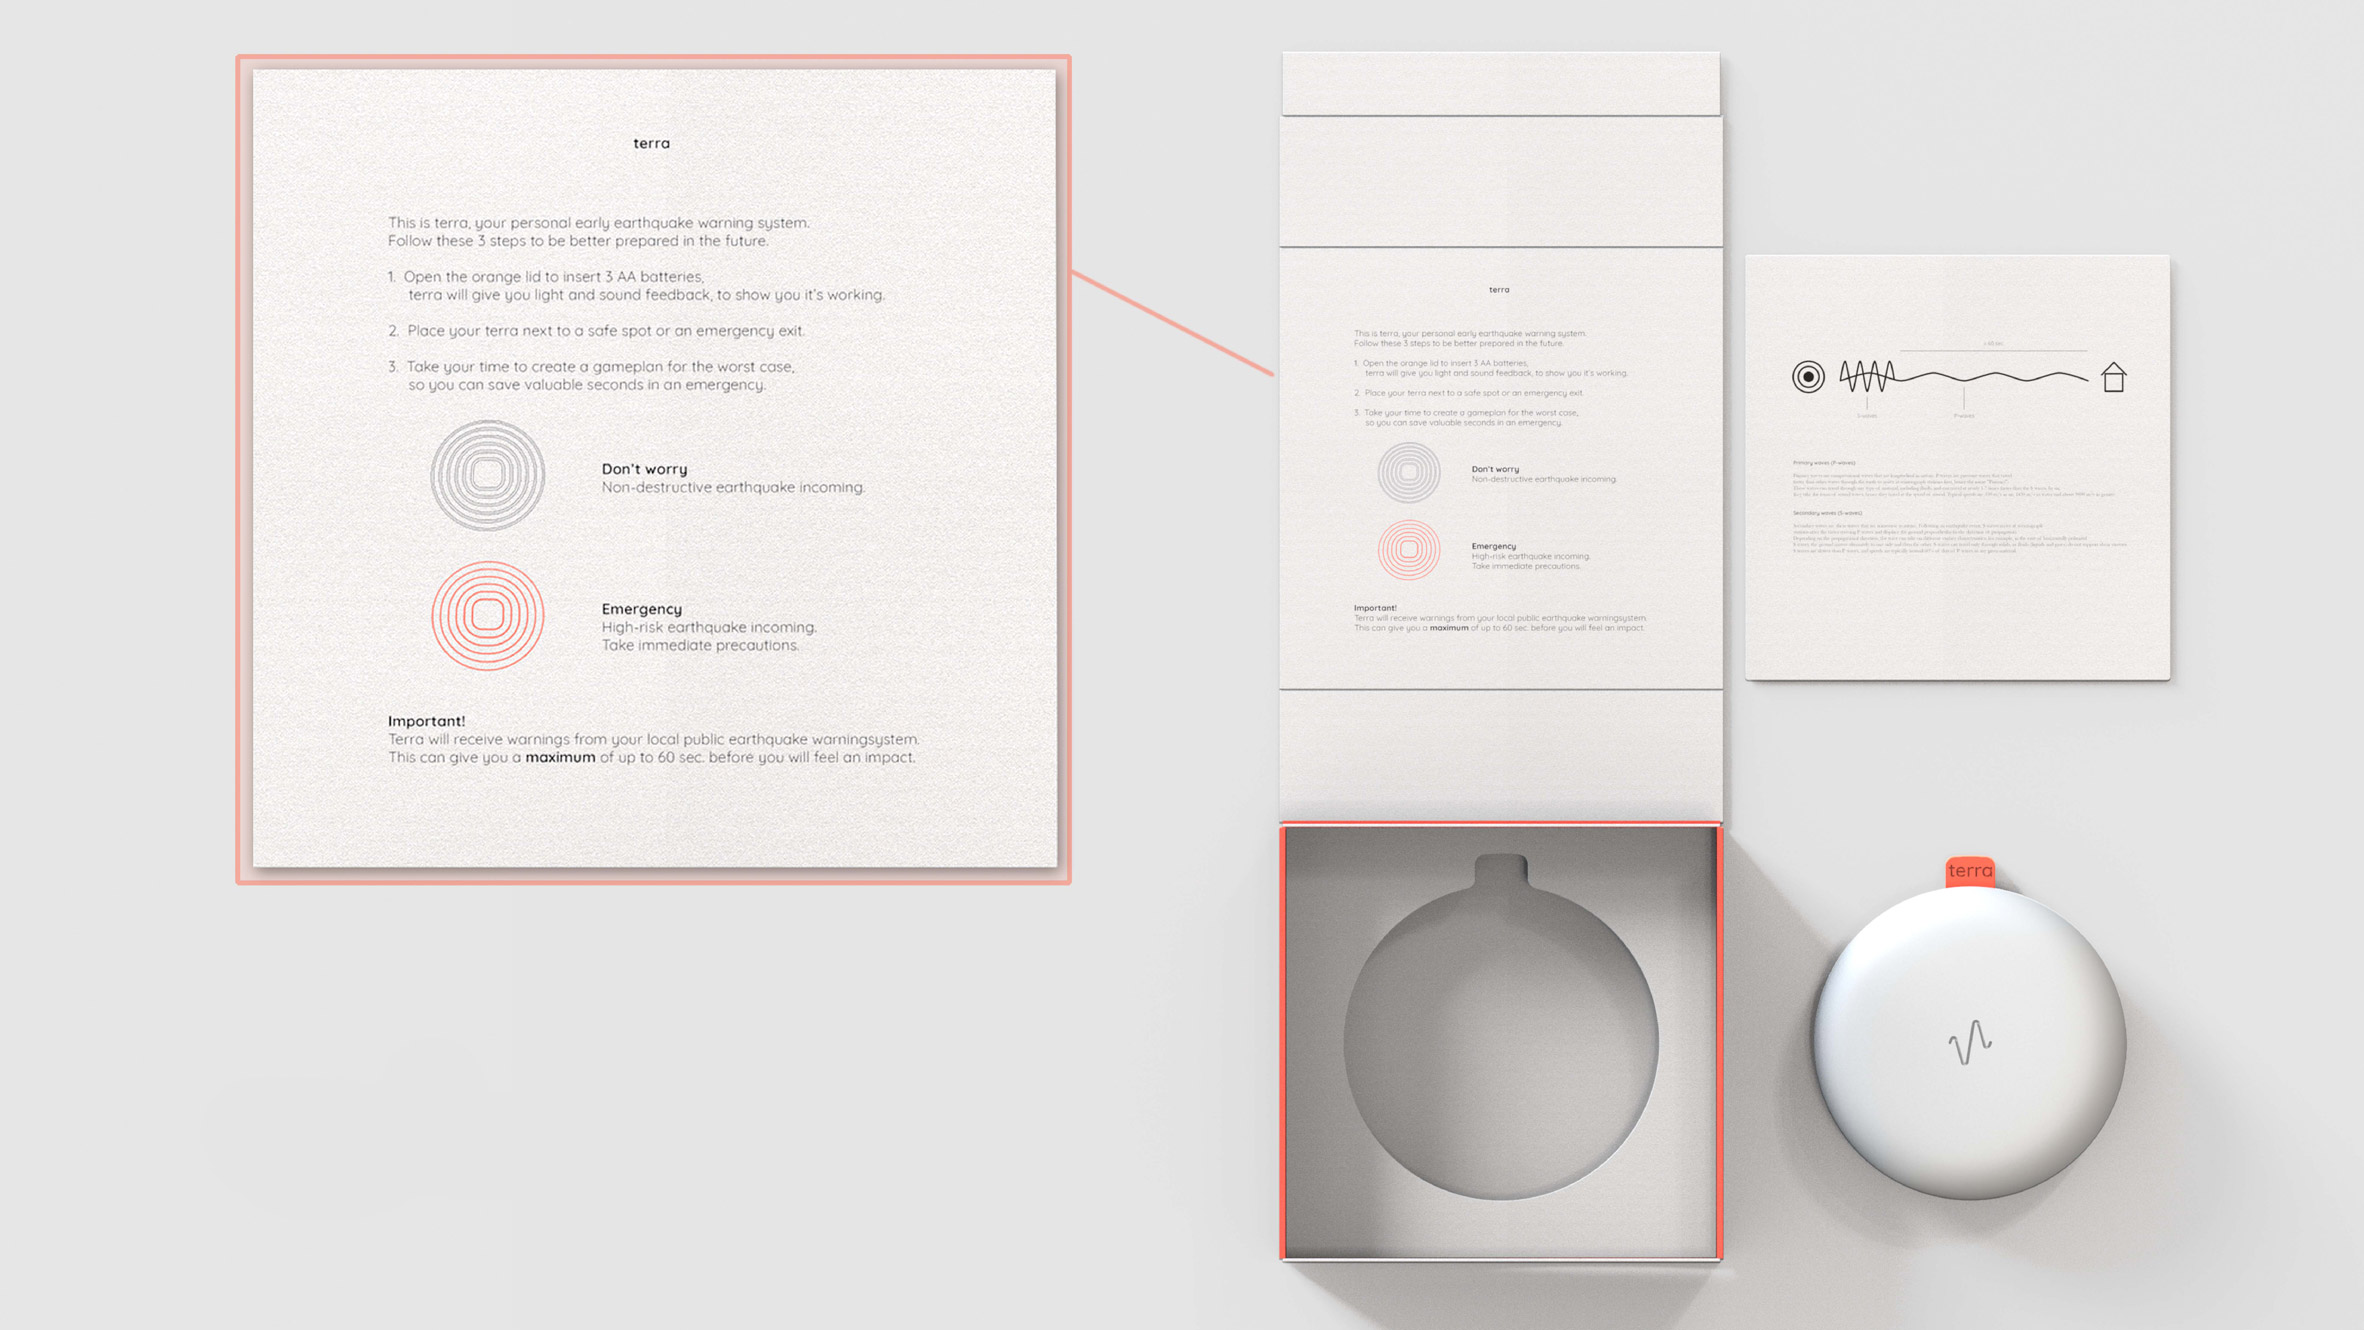 terra
This is terra, your personal early earthquake warning system.
Follow these 3 steps to be better prepared in the future.
1. Open the orange lid to insert 3 AA batteries,
terra will give you light and sound feedback, to show you it's working.
2. Place your terra next to a safe spot or an emergency exit.
3. Take your time to create a gameplan for the worst case,
so you can save valuable seconds in an emergency.
Don't worry
Non-destructive earthquake incoming.
Emergency
High-risk earthquake incoming.
Take immediate precautions.
Important!
Terra will receive warnings from your local public earthquake warningsystem.
This can give you a maximum of up to 60 sec. before you will feel an impact.
terra
This is terra, your personal early earthquake warning system.
Follow these 3 steps to be better prepared in the future.
1. Open the orange lid to insert 3 AA batteries,
terra will give you light and sound feedback, to show you it's working.
2. Place your terra next to a safe spot or an emergency exit.
3. Take your time to create a gameplan for the worst case,
so you can save valuable seconds in an emergency.
Don't worry
Non-destructive earthquake incoming.
Emergency
High-risk earthquake incoming.
Take immediate precautions.
Important!
Terra will receive warnings from your local public earthquake warningsystem.
This can give you a maximum of up to 60 sec. before you will feel an impact.
S-waves
P-waves
Primary waves (P-waves)
Secondary waves (S-waves)
terra